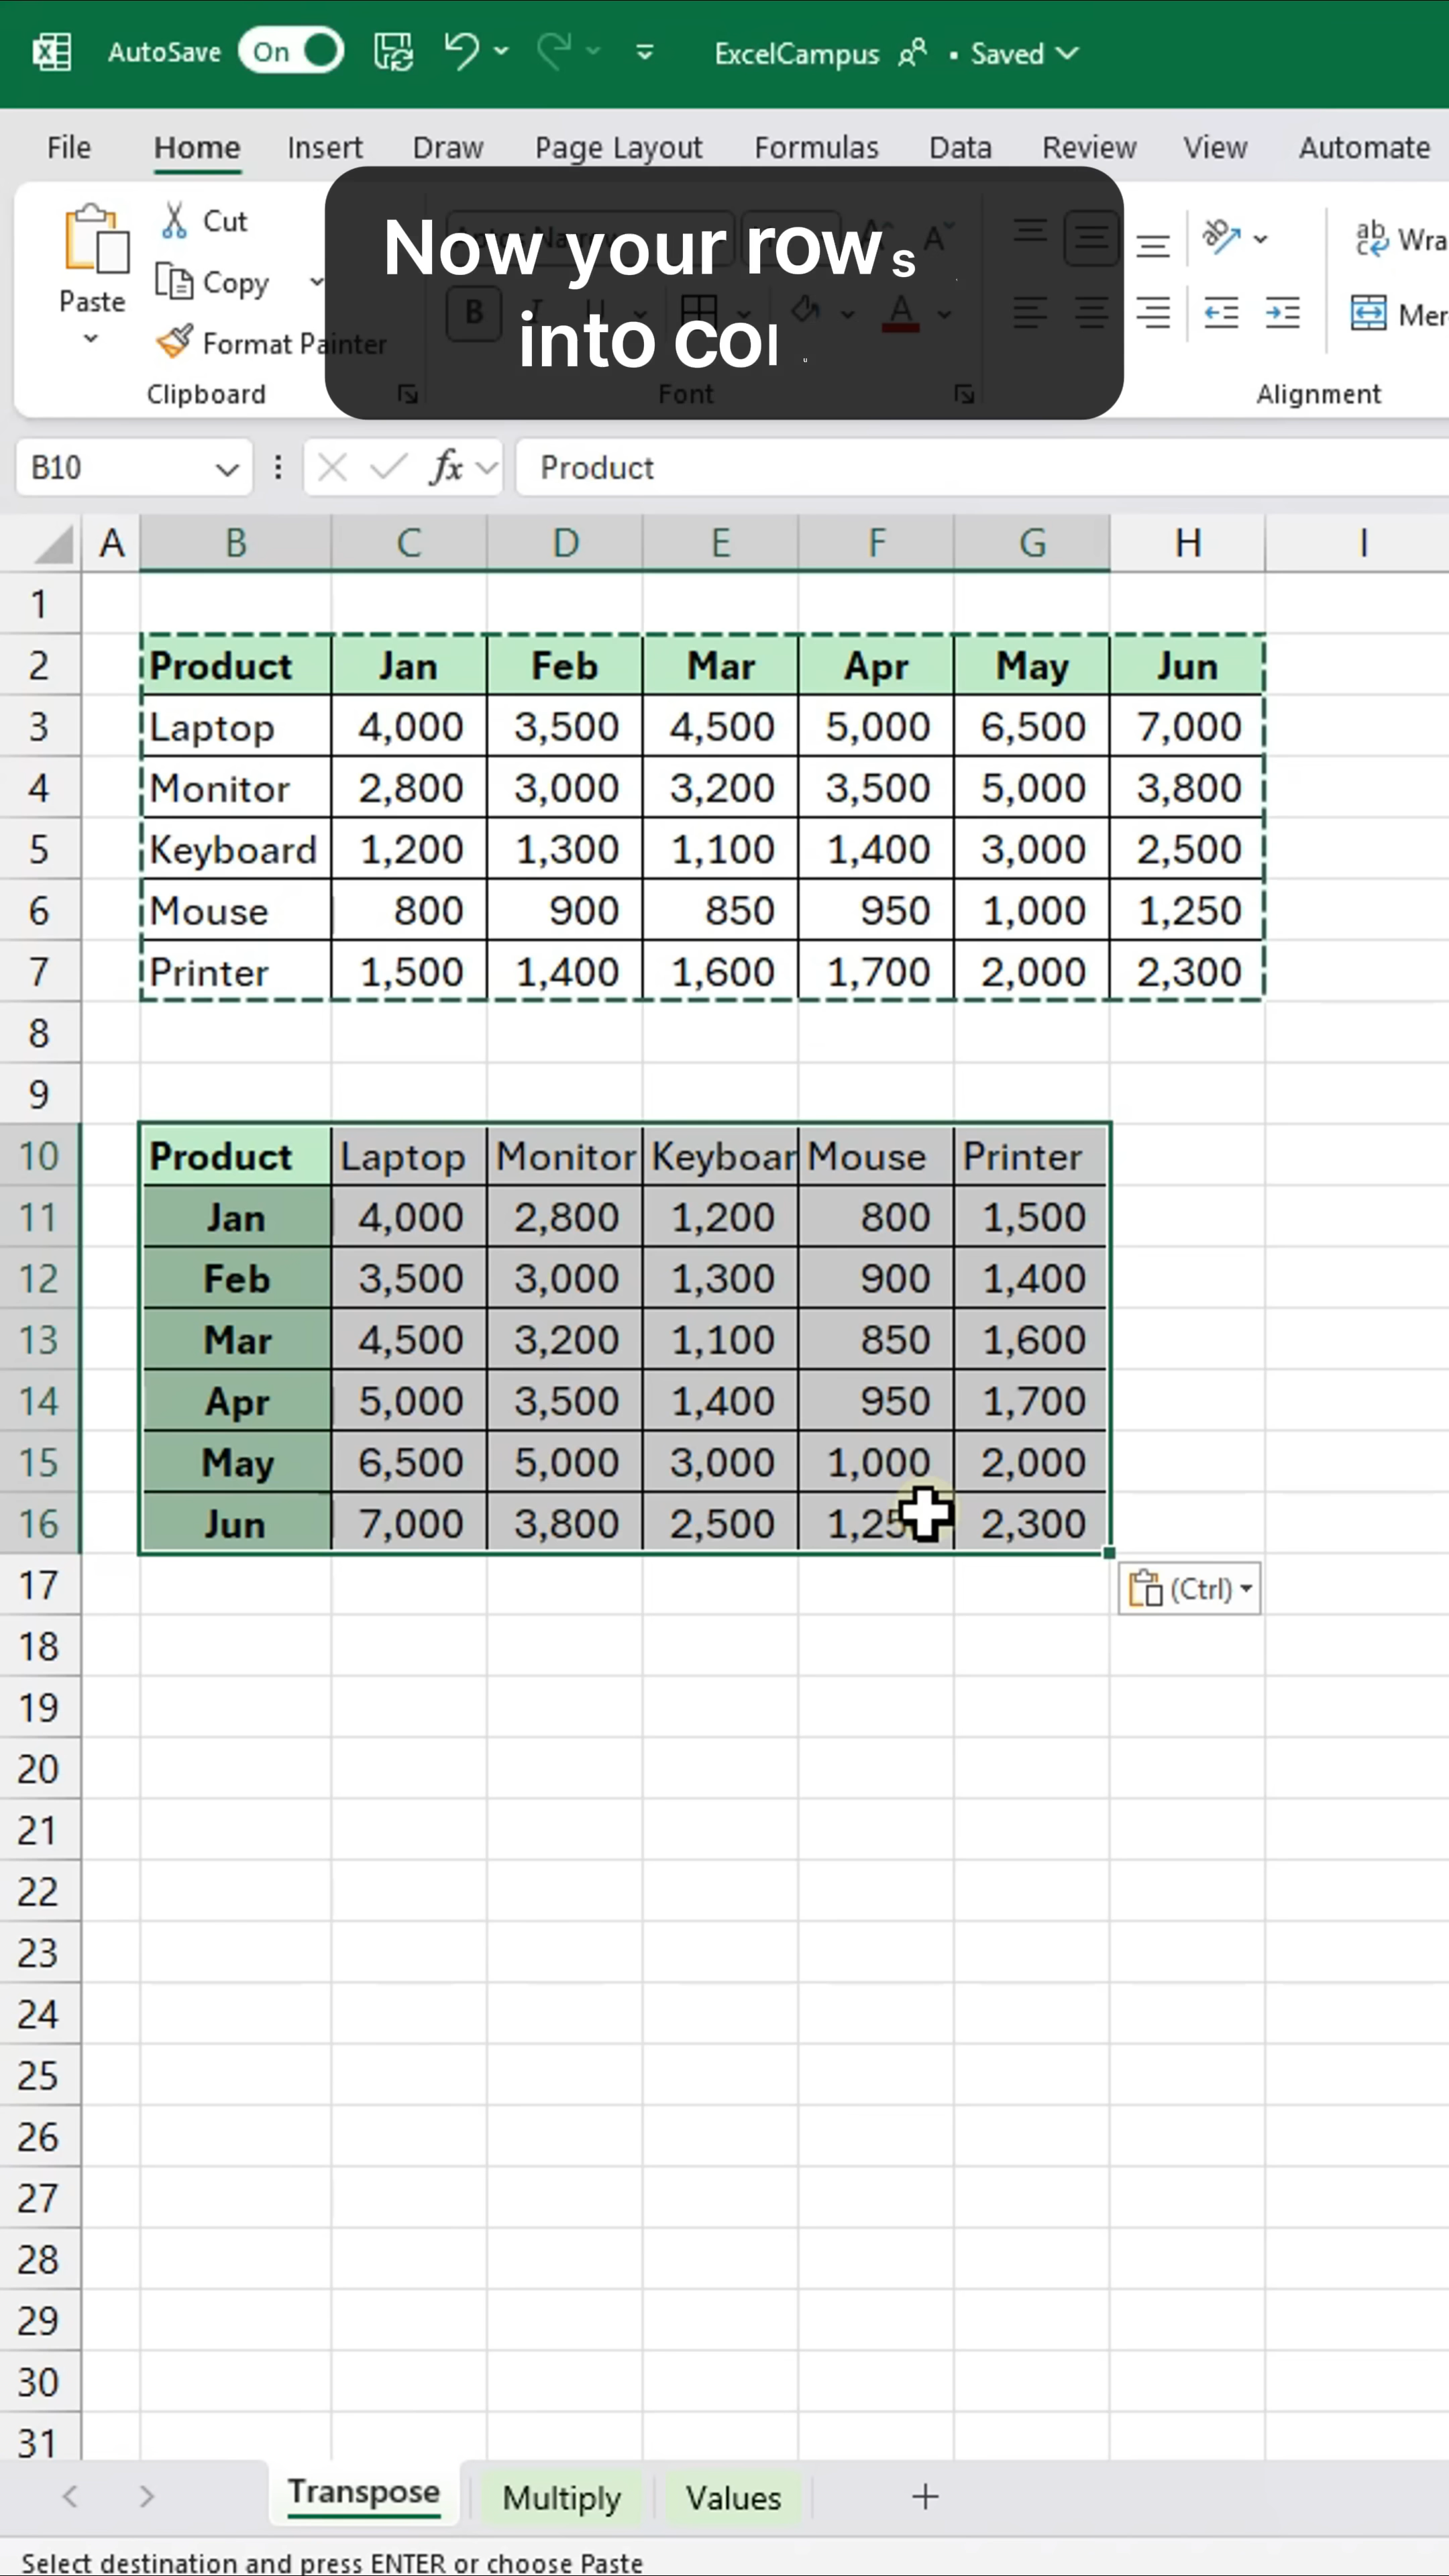 AutoSave On ExcelCampus • Saved
File Home Insert Draw Page Layout Formulas Data Review View Automate
Now your rows
into col
Paste
Cut
Copy
Format Painter
B
A
ab
Clipboard Font Alignment
B10 fx Product
A B C D E F G H I
1
2 Product Jan Feb Mar Apr May Jun
3 Laptop 4,000 3,500 4,500 5,000 6,500 7,000
4 Monitor 2,800 3,000 3,200 3,500 5,000 3,800
5 Keyboard 1,200 1,300 1,100 1,400 3,000 2,500
6 Mouse 800 900 850 950 1,000 1,250
7 Printer 1,500 1,400 1,600 1,700 2,000 2,300
8
9
10 Product Laptop Monitor Keyboar Mouse Printer
11 Jan 4,000 2,800 1,200 800 1,500
12 Feb 3,500 3,000 1,300 900 1,400
13 Mar 4,500 3,200 1,100 850 1,600
14 Apr 5,000 3,500 1,400 950 1,700
15 May 6,500 5,000 3,000 1,000 2,000
16 Jun 7,000 3,800 2,500 1,25 2,300
17 (Ctrl)
18
19
20
21
22
23
24
25
26
27
28
29
30
31
Transpose Multiply Values
Select destination and press ENTER or choose Paste